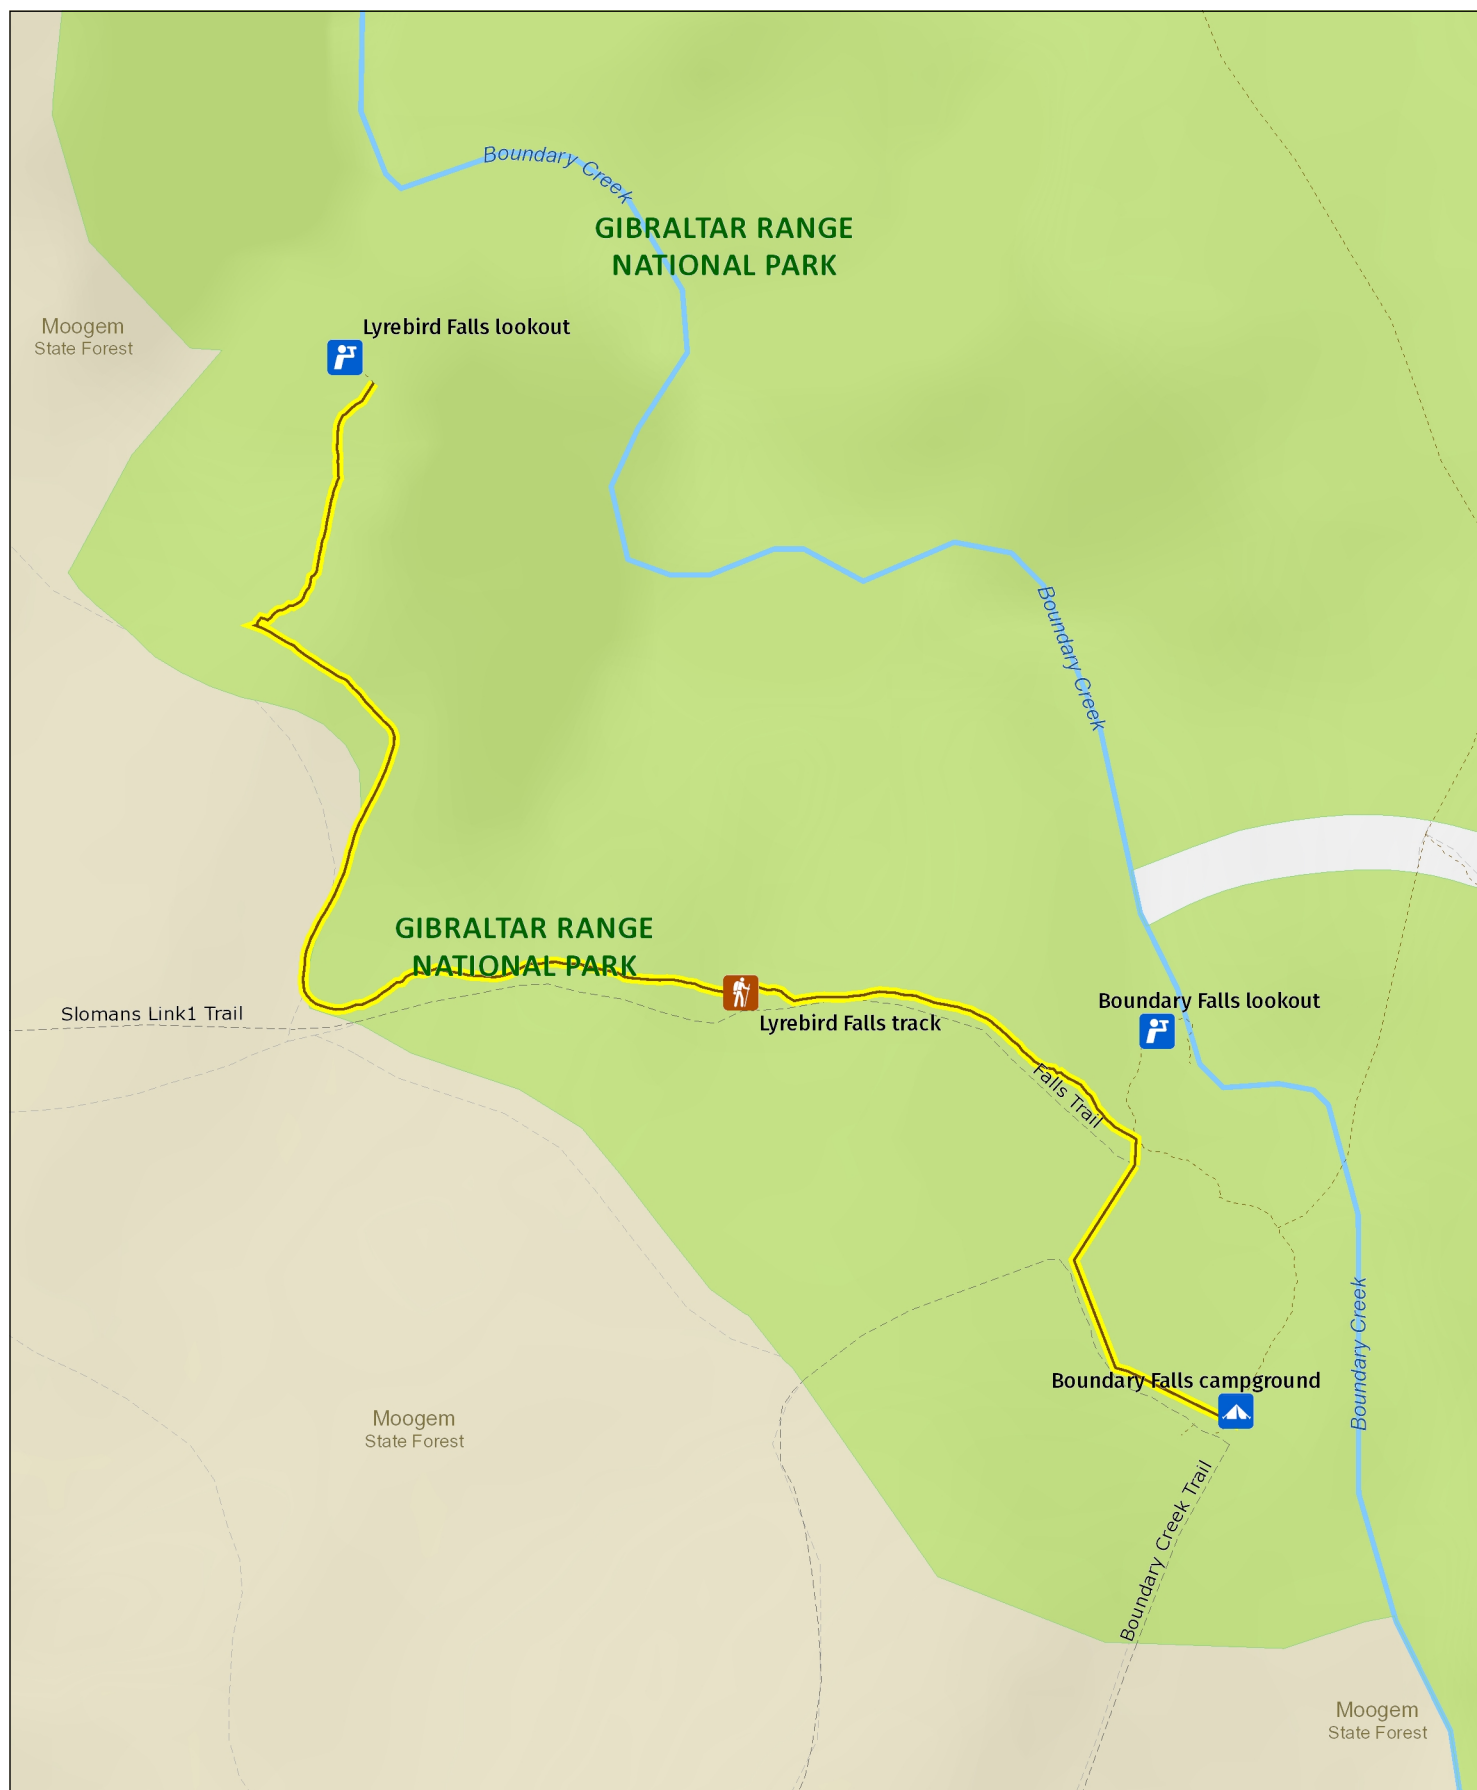 Boundary Creek
GIBRALTAR RANGE
NATIONAL PARK
Moogem
State Forest
Lyrebird Falls lookout
Boundary Creek
GIBRALTAR RANGE
NATIONAL PARK
Slomans Link1 Trail
Boundary Falls lookout
Lyrebird Falls track
Falls Trail
Boundary Creek
Boundary Falls campground
Moogem
State Forest
Boundary Creek Trail
Moogem
State Forest